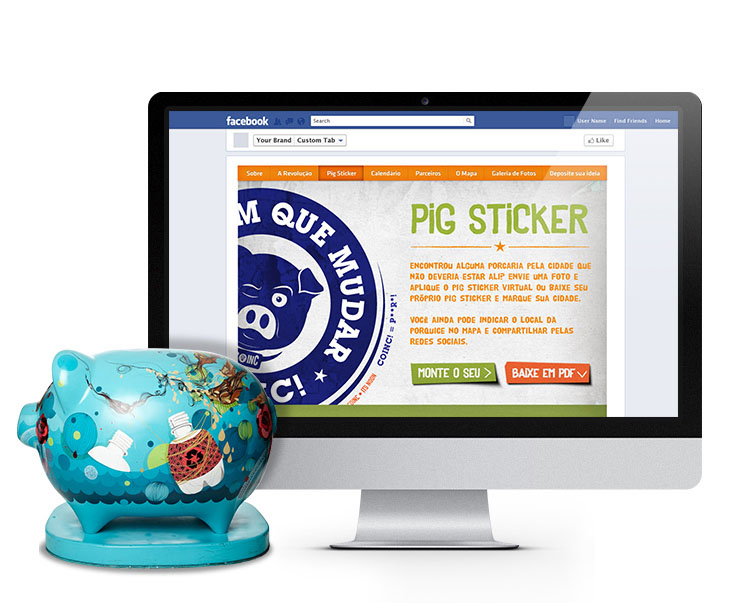 facebook Search User Name Find Friends Home
Your Brand Custom Tab Like
Sobre A Revolução Pig Sticker Calendário Parceiros O Mapa Galeria de Fotos Deposite sua ideia
M QUE MUDAR
PiG STiCKER
ENCONTROU ALGUMA PORCARIA PELA CIDADE QUE
NÃO DEVERIA ESTAR ALI? ENVIE UMA FOTO E
APLIQUE O PIG STICKER VIRTUAL OU BAIXE SEU
PRÓPRIO PIG STICKER E MARQUE SUA CIDADE.
VOCÊ AINDA PODE INDICAR O LOCAL DA
PORQUICE NO MAPA E COMPARTILHAR PELAS
REDES SOCIAIS.
COINC! = P**R*!
OINC
NC!
MONTE O SEU BAIXE EM PDF